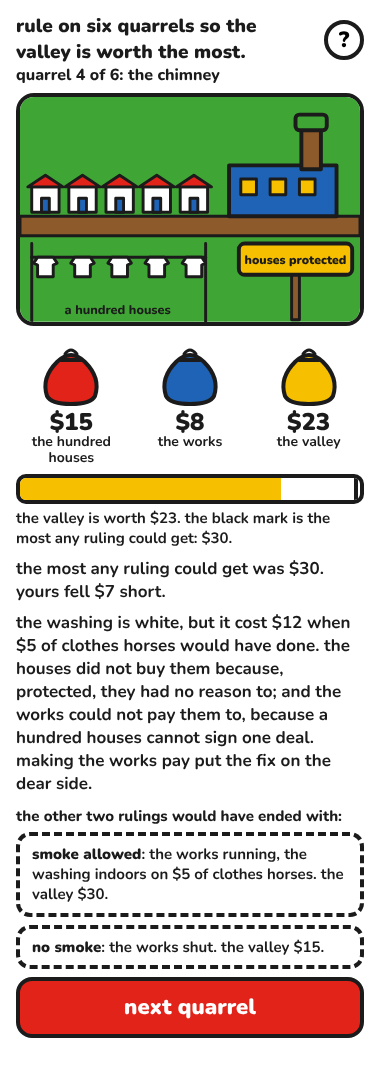 rule on six quarrels so the
valley is worth the most.
?
quarrel 4 of 6: the chimney
houses protected
a hundred houses
$15
the hundred
houses
$8
the works
$23
the valley
the valley is worth $23. the black mark is the
most any ruling could get: $30.
the most any ruling could get was $30.
yours fell $7 short.
the washing is white, but it cost $12 when
$5 of clothes horses would have done. the
houses did not buy them because,
protected, they had no reason to; and the
works could not pay them to, because a
hundred houses cannot sign one deal.
making the works pay put the fix on the
dear side.
the other two rulings would have ended with:
smoke allowed: the works running, the
washing indoors on $5 of clothes horses. the
valley $30.
no smoke: the works shut. the valley $15.
next quarrel